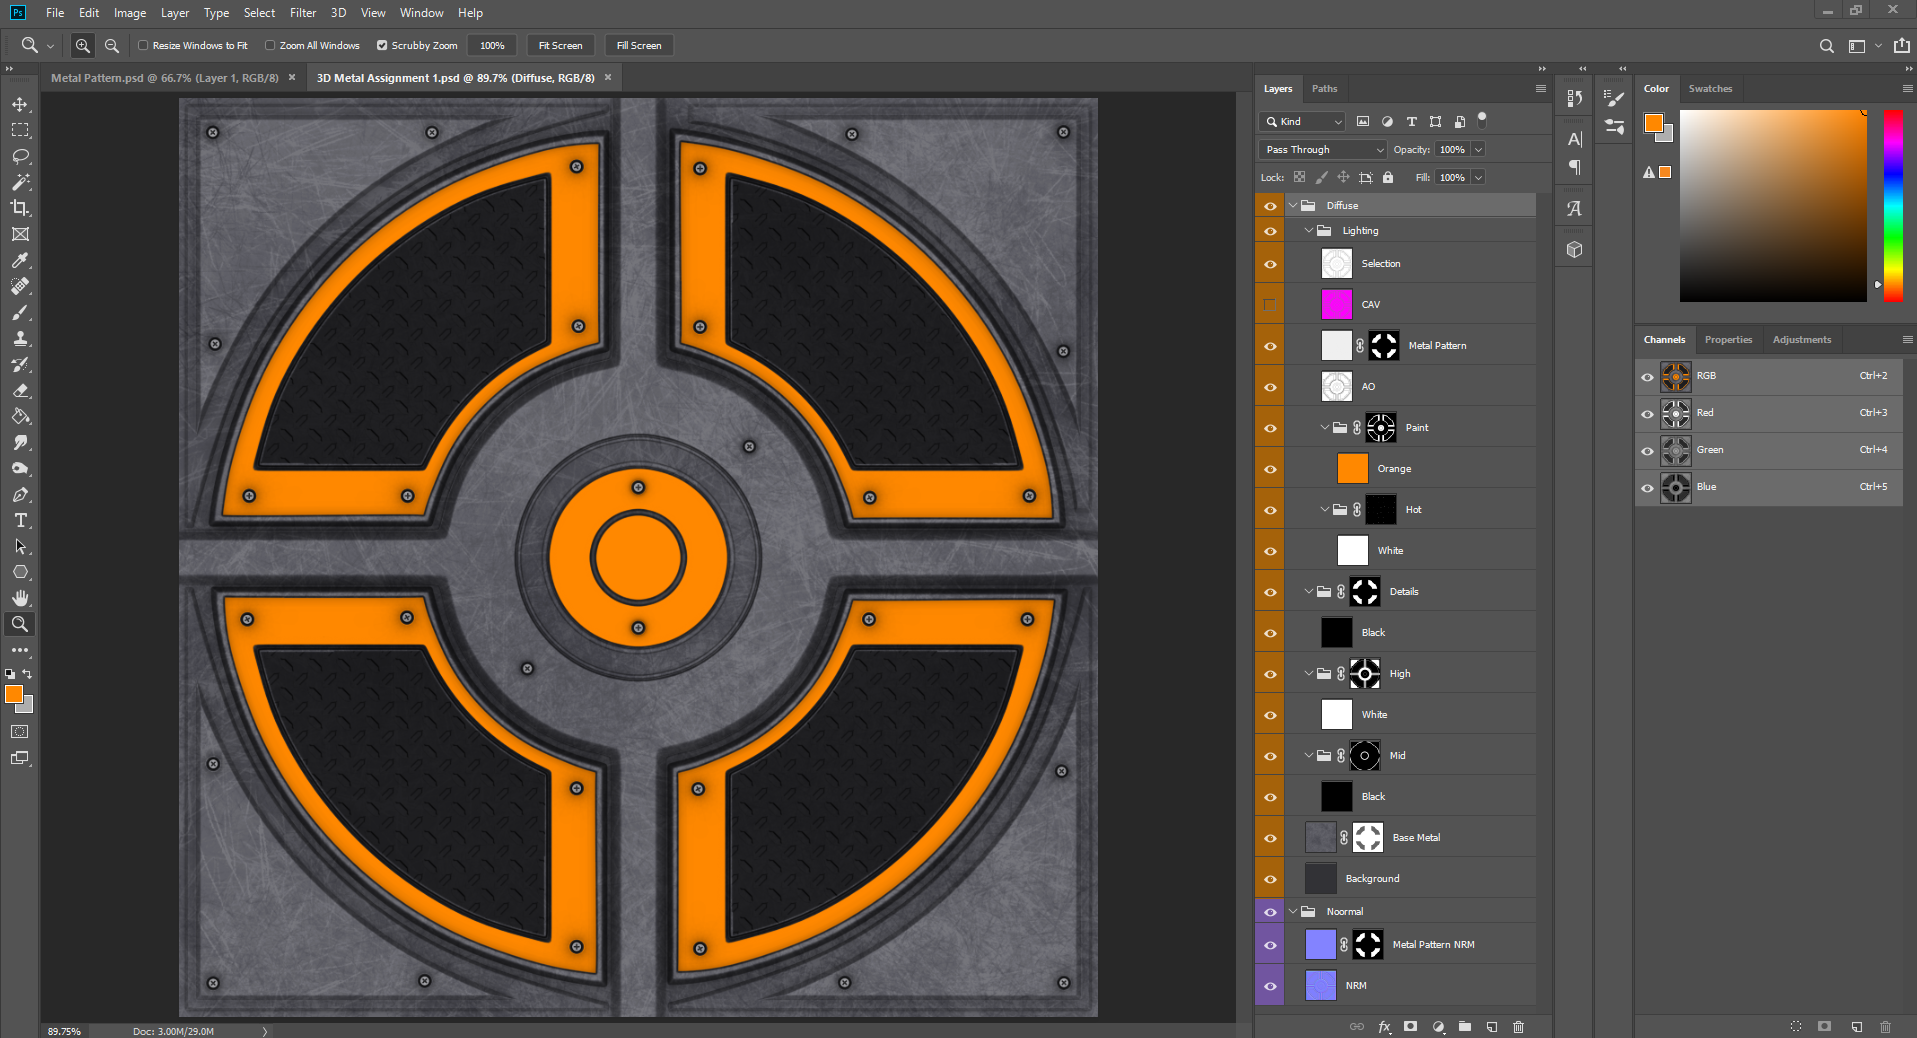 Ps File Edit Image Layer Type Select Filter 3D View Window Help
Resize Windows to Fit Zoom All Windows Scrubby Zoom 100% Fit Screen Fill Screen
Metal Pattern.psd @ 66.7% (Layer 1, RGB/8) × 3D Metal Assignment 1.psd @ 89.7% (Diffuse, RGB/8) ×
Layers Paths
Kind
Pass Through Opacity: 100%
Lock: Fill: 100%
Diffuse
Lighting
Selection
CAV
Metal Pattern
AO
Paint
Orange
Hot
White
Details
Black
High
White
Mid
Black
Base Metal
Background
Noormal
Metal Pattern NRM
NRM
fx
Color Swatches
Channels Properties Adjustments
RGB Ctrl+2
Red Ctrl+3
Green Ctrl+4
Blue Ctrl+5
89.75% Doc: 3.00M/29.0M